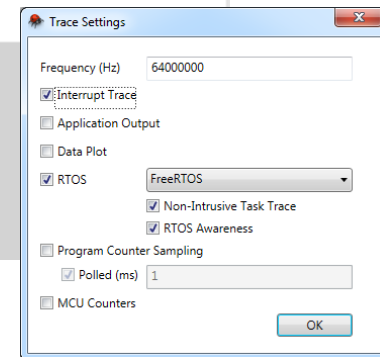 Trace Settings
Frequency (Hz) 64000000
Interrupt Trace
Application Output
Data Plot
RTOS FreeRTOS
Non-Intrusive Task Trace
RTOS Awareness
Program Counter Sampling
Polled (ms) 1
MCU Counters
OK